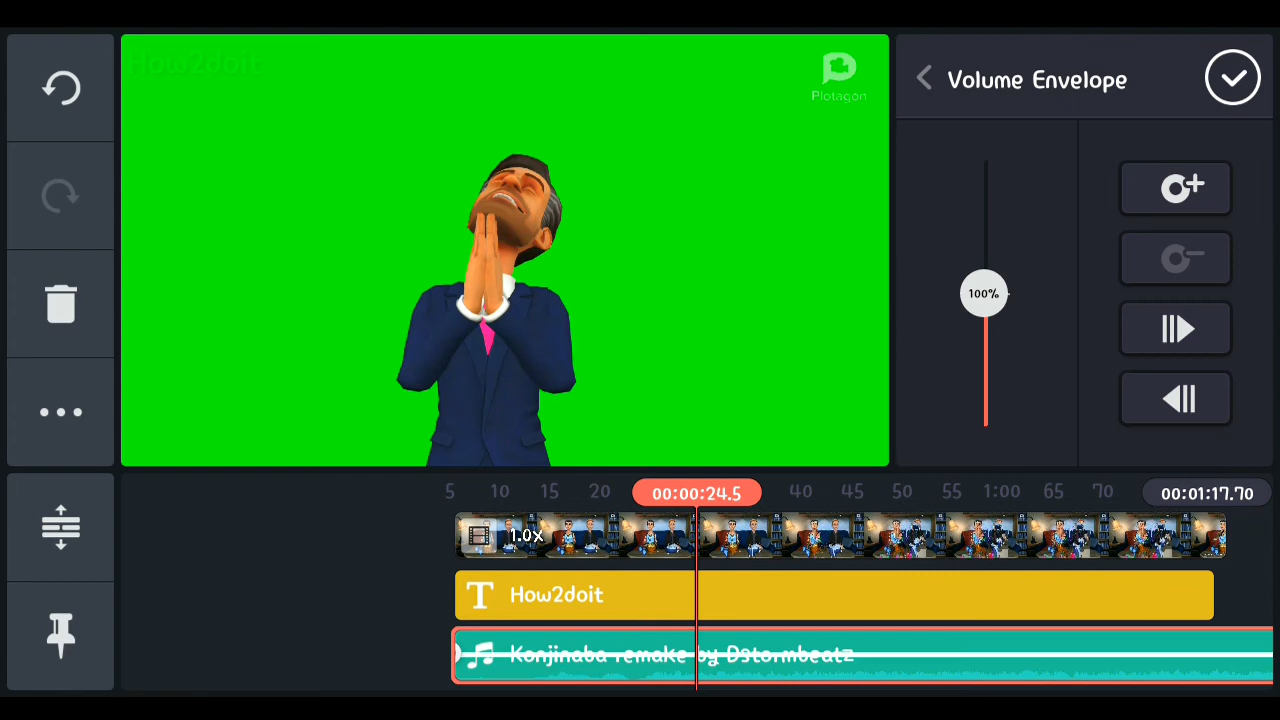 How2doit
Plotagon
Volume Envelope
100%
5 10 15 20 00:00:24.5 40 45 50 55 1:00 65 70 00:01:17.70
1.0x
T How2doit
Konjinaba remake by Dstormbeatz